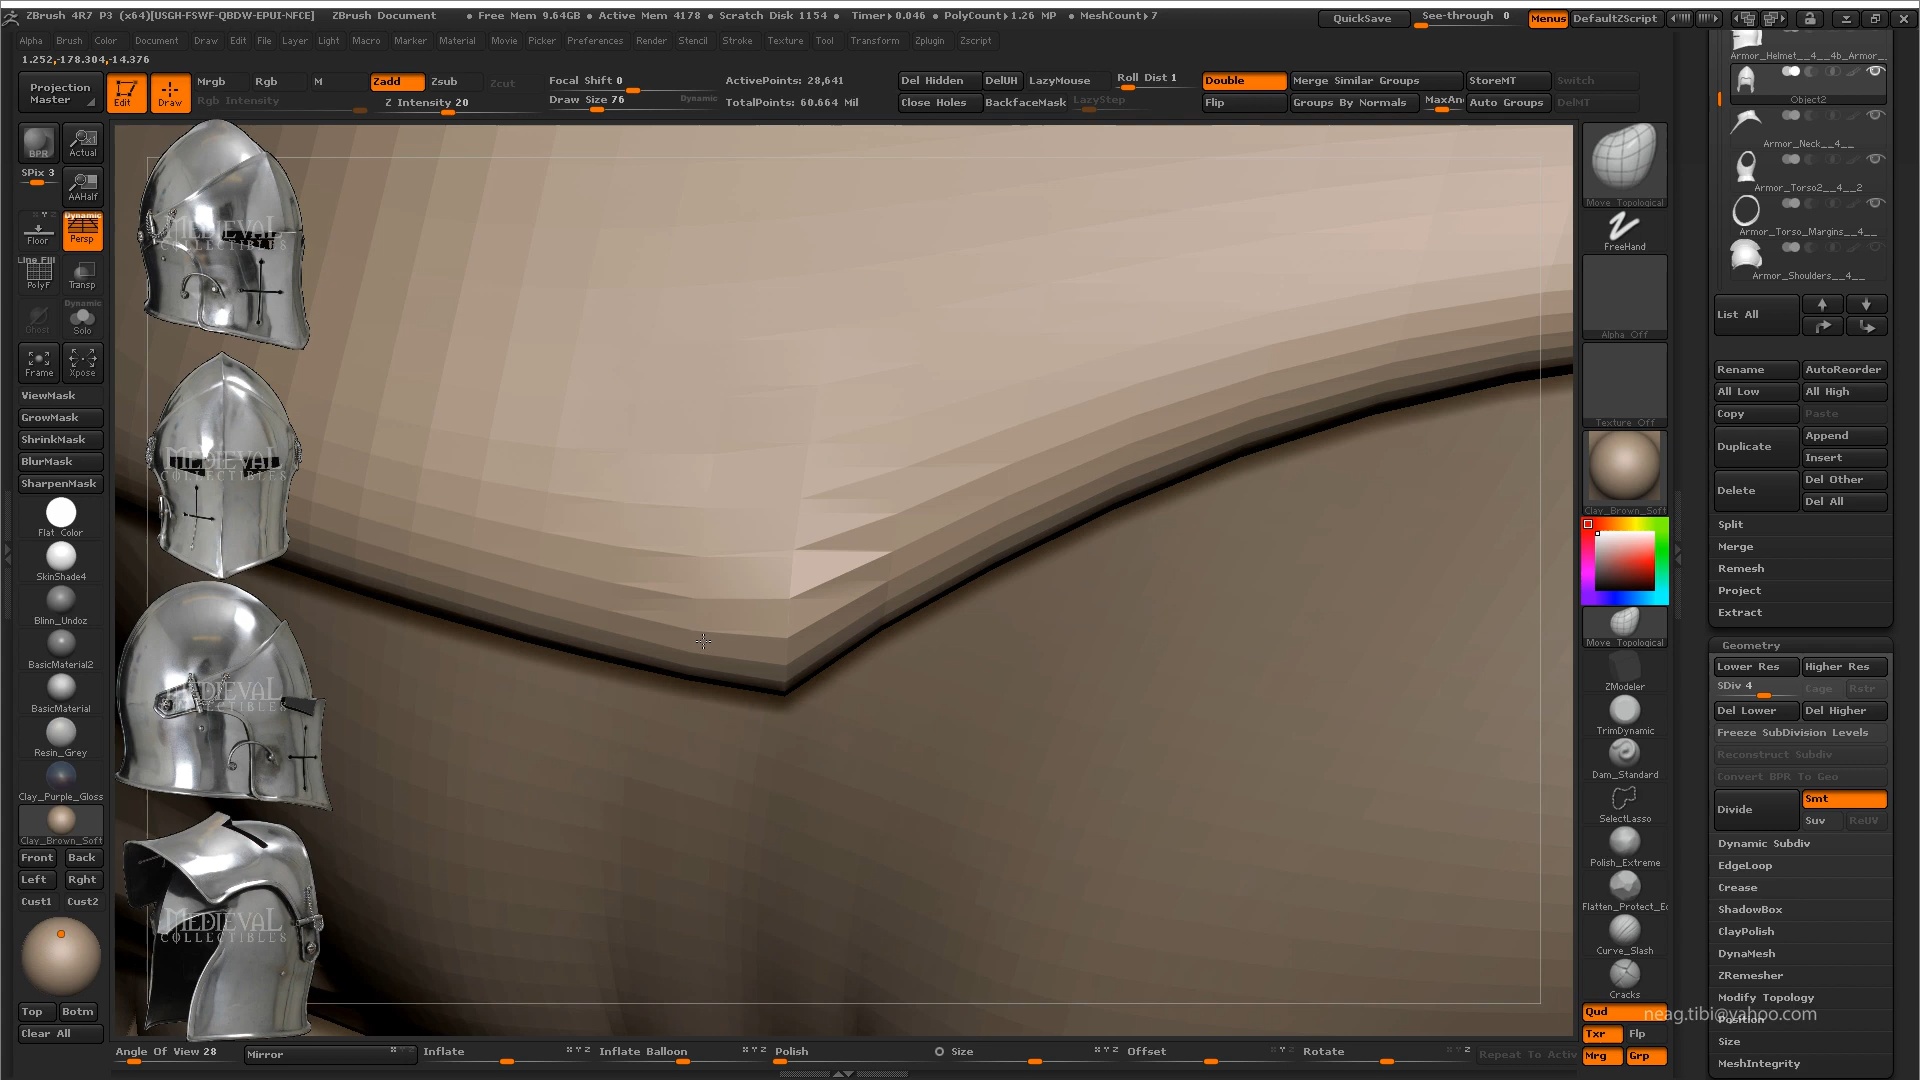 ZBrush 4R7 P3 (x64)[USGH-FSWF-QBDW-EPUI-NFCE] ZBrush Document • Free Mem 9.64GB • Active Mem 4178 • Scratch Disk 1154 • Timer▸0.046 • PolyCount▸1.26 MP • MeshCount▸7 QuickSave See-through 0 Menus DefaultZScript
Alpha Brush Color Document Draw Edit File Layer Light Macro Marker Material Movie Picker Preferences Render Stencil Stroke Texture Tool Transform Zplugin Zscript
1.252,-178.304,-14.376
Projection Master
Edit
Draw
Mrgb Rgb M Zadd Zsub Zcut
Rgb Intensity Z Intensity 20
Focal Shift 0
Draw Size 76 Dynamic
ActivePoints: 28,641
TotalPoints: 60.664 Mil
Del Hidden DelUH LazyMouse Roll Dist 1
Close Holes BackfaceMask LazyStep
Double Merge Similar Groups StoreMT Switch
Flip Groups By Normals MaxAn Auto Groups DelMT
BPR
Actual
SPix 3
AAHalf
Floor
Dynamic
Persp
Line Fill
PolyF
Transp
Ghost
Dynamic
Solo
Frame
Xpose
ViewMask
GrowMask
ShrinkMask
BlurMask
SharpenMask
Flat Color
SkinShade4
Blinn_Undoz
BasicMaterial2
BasicMaterial
Resin_Grey
Clay_Purple_Gloss
Clay_Brown_Soft
Front Back
Left Rght
Cust1 Cust2
Top Botm
Clear All
MEDIEVAL
COLLECTIBLES
MEDIEVAL
COLLECTIBLES
MEDIEVAL
COLLECTIBLES
MEDIEVAL
COLLECTIBLES
Angle Of View 28 Mirror Inflate Inflate Balloon Polish Size Offset Rotate Repeat To Activ
Move Topological
FreeHand
Alpha Off
Texture Off
Clay_Brown_Soft
Move Topological
ZModeler
TrimDynamic
Dam_Standard
SelectLasso
Polish_Extreme
Flatten_Protect_Ed
Curve_Slash
Cracks
Qud
Txr Flp
Mrg Grp
Armor_Helmet__4__4b_Armor_
Object2
Armor_Neck__4__
Armor_Torso2__4__2
Armor_Torso_Margins__4__
Armor_Shoulders__4__
List All
Rename AutoReorder
All Low All High
Copy Paste
Duplicate Append
Insert
Delete Del Other
Del All
Split
Merge
Remesh
Project
Extract
Geometry
Lower Res Higher Res
SDiv 4 Cage Rstr
Del Lower Del Higher
Freeze SubDivision Levels
Reconstruct Subdiv
Convert BPR To Geo
Divide Smt
Suv ReUV
Dynamic Subdiv
EdgeLoop
Crease
ShadowBox
ClayPolish
DynaMesh
ZRemesher
Modify Topology
Position
neag.tibi@yahoo.com
Size
MeshIntegrity